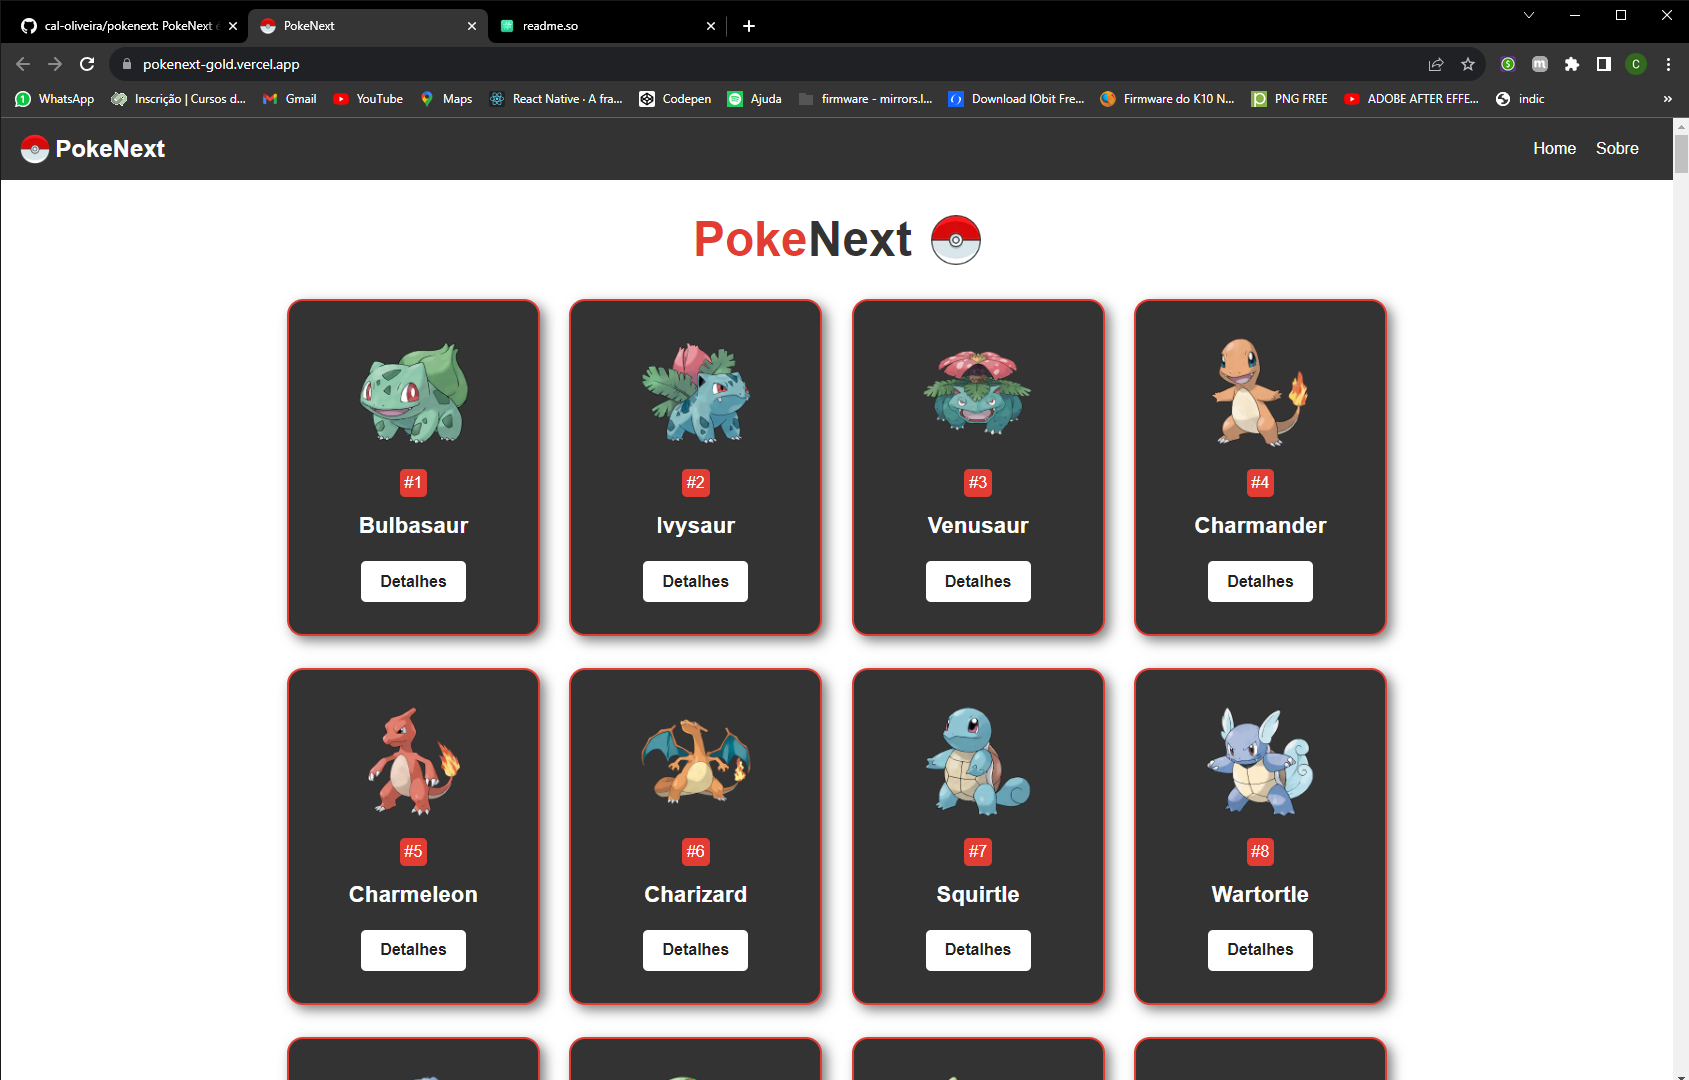 cal-oliveira/pokenext: PokeNext é
PokeNext
readme.so
pokenext-gold.vercel.app
C
WhatsApp
Inscrição | Cursos d...
Gmail
YouTube
Maps
React Native · A fra...
Codepen
Ajuda
firmware - mirrors.l...
Download IObit Fre...
Firmware do K10 N...
PNG FREE
ADOBE AFTER EFFE...
indic
»
PokeNext
Home
Sobre
PokeNext
#1
Bulbasaur
Detalhes
#2
Ivysaur
Detalhes
#3
Venusaur
Detalhes
#4
Charmander
Detalhes
#5
Charmeleon
Detalhes
#6
Charizard
Detalhes
#7
Squirtle
Detalhes
#8
Wartortle
Detalhes